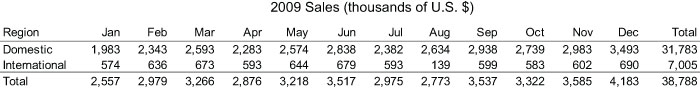 2009 Sales (thousands of U.S. $)
Region Jan Feb Mar Apr May Jun Jul Aug Sep Oct Nov Dec Total
Domestic 1,983 2,343 2,593 2,283 2,574 2,838 2,382 2,634 2,938 2,739 2,983 3,493 31,783
International 574 636 673 593 644 679 593 139 599 583 602 690 7,005
Total 2,557 2,979 3,266 2,876 3,218 3,517 2,975 2,773 3,537 3,322 3,585 4,183 38,788